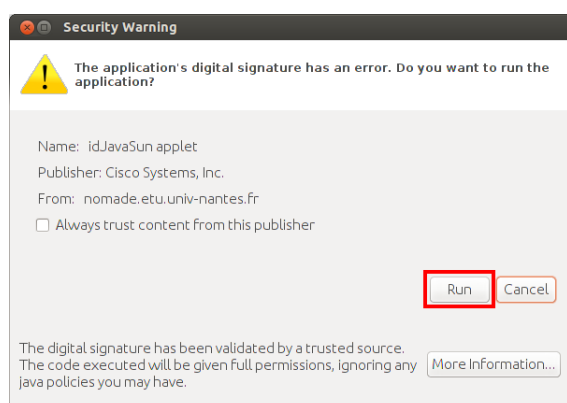 Security Warning
The application's digital signature has an error. Do you want to run the
application?
Name: idJavaSun applet
Publisher: Cisco Systems, Inc.
From: nomade.etu.univ-nantes.fr
Always trust content from this publisher
Run Cancel
The digital signature has been validated by a trusted source.
The code executed will be given full permissions, ignoring any
java policies you may have.
More Information...